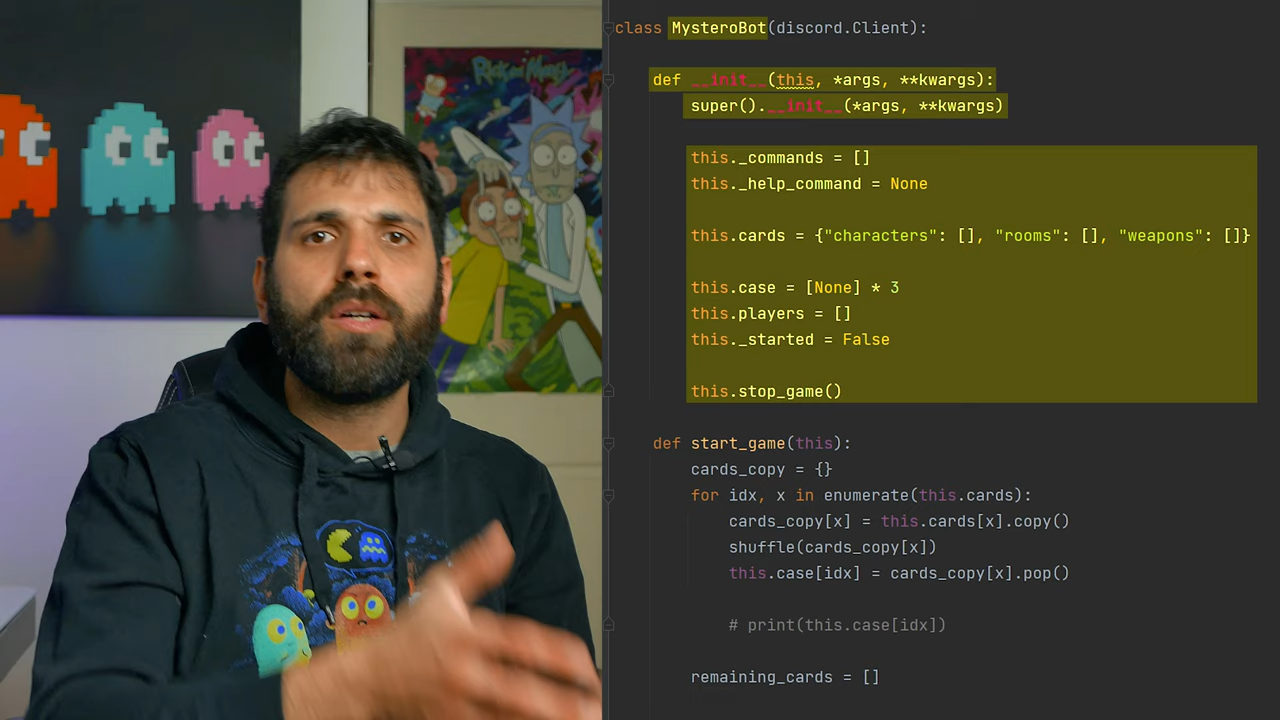 Rick and Morty
class MysteroBot(discord.Client):
def __init__(this, *args, **kwargs):
super().__init__(*args, **kwargs)
this._commands = []
this._help_command = None
this.cards = {"characters": [], "rooms": [], "weapons": []}
this.case = [None] * 3
this.players = []
this._started = False
this.stop_game()
def start_game(this):
cards_copy = {}
for idx, x in enumerate(this.cards):
cards_copy[x] = this.cards[x].copy()
shuffle(cards_copy[x])
this.case[idx] = cards_copy[x].pop()
# print(this.case[idx])
remaining_cards = []